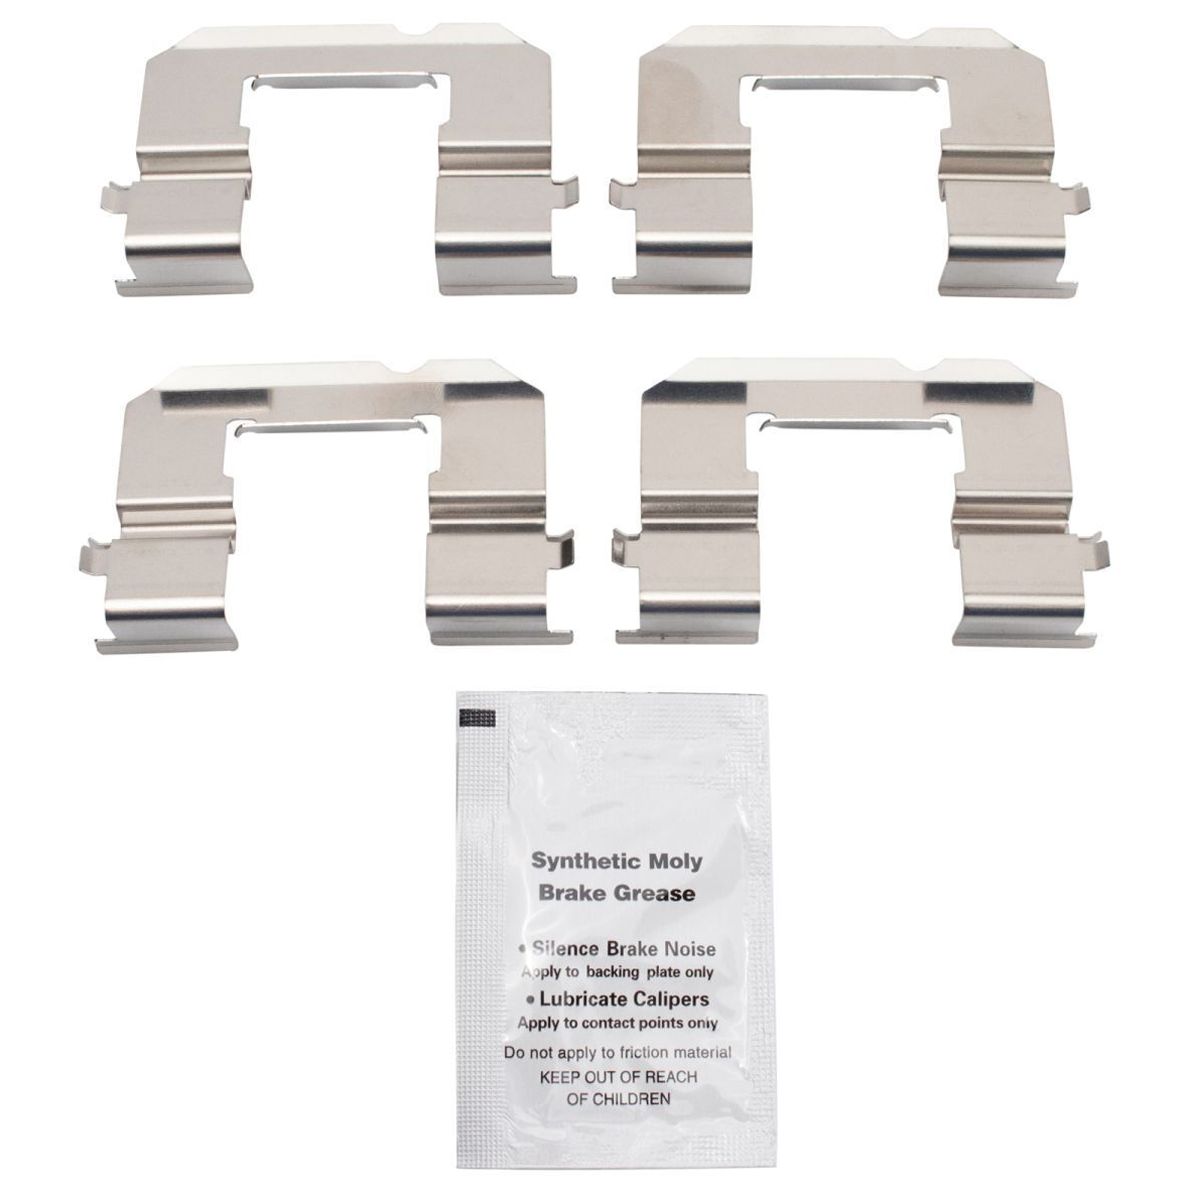 Synthetic Moly
Brake Grease
• Silence Brake Noise
Apply to backing plate only
• Lubricate Calipers
Apply to contact points only
Do not apply to friction material
KEEP OUT OF REACH
OF CHILDREN